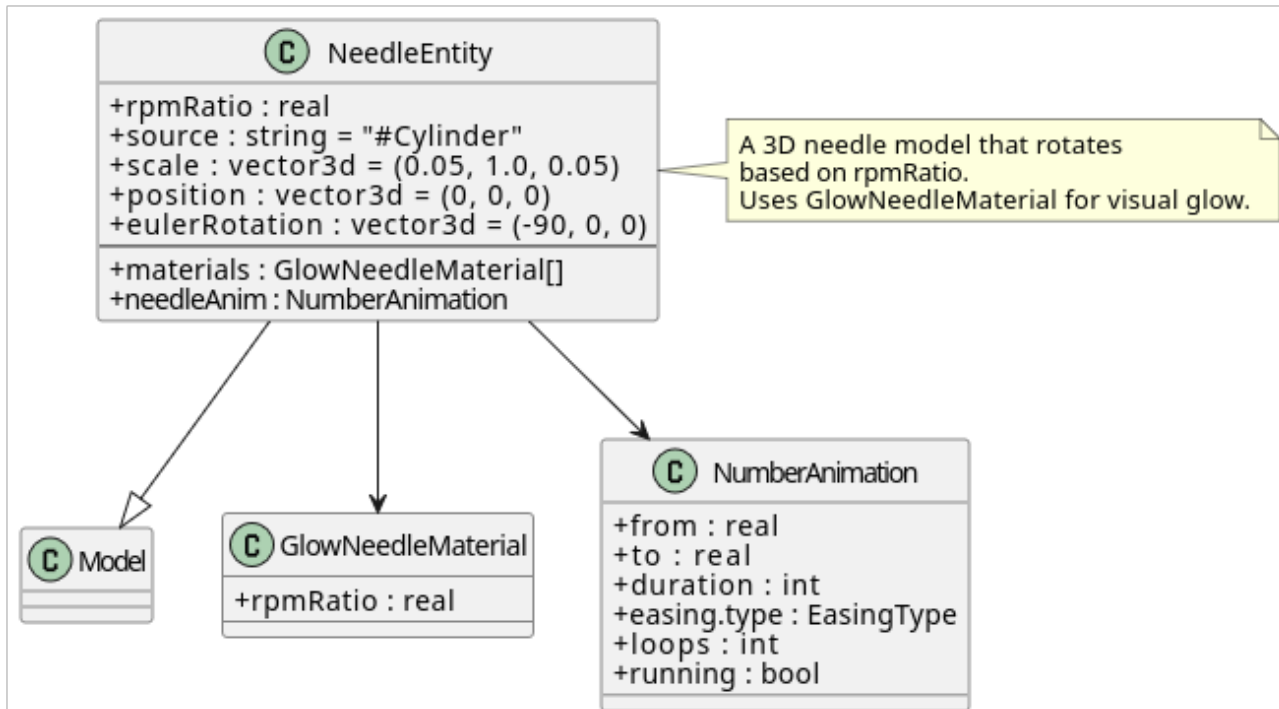 C NeedleEntity
+rpmRatio : real
+source : string = "#Cylinder"
+scale : vector3d = (0.05, 1.0, 0.05)
+position : vector3d = (0, 0, 0)
+eulerRotation : vector3d = (-90, 0, 0)
+materials : GlowNeedleMaterial[]
+needleAnim : NumberAnimation
A 3D needle model that rotates
based on rpmRatio.
Uses GlowNeedleMaterial for visual glow.
C Model
C GlowNeedleMaterial
+rpmRatio : real
C NumberAnimation
+from : real
+to : real
+duration : int
+easing.type : EasingType
+loops : int
+running : bool